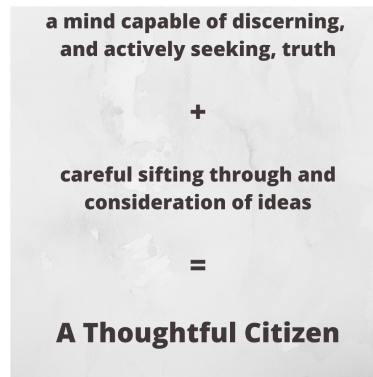 a mind capable of discerning,
and actively seeking, truth
+
careful sifting through and
consideration of ideas
=
A Thoughtful Citizen